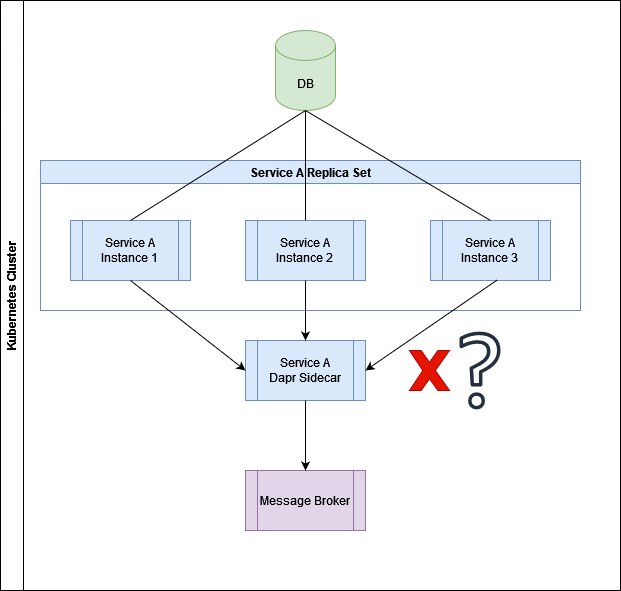 Kubernetes Cluster
DB
Service A Replica Set
Service A
Instance 1
Service A
Instance 2
Service A
Instance 3
Service A
Dapr Sidecar
X?
Message Broker